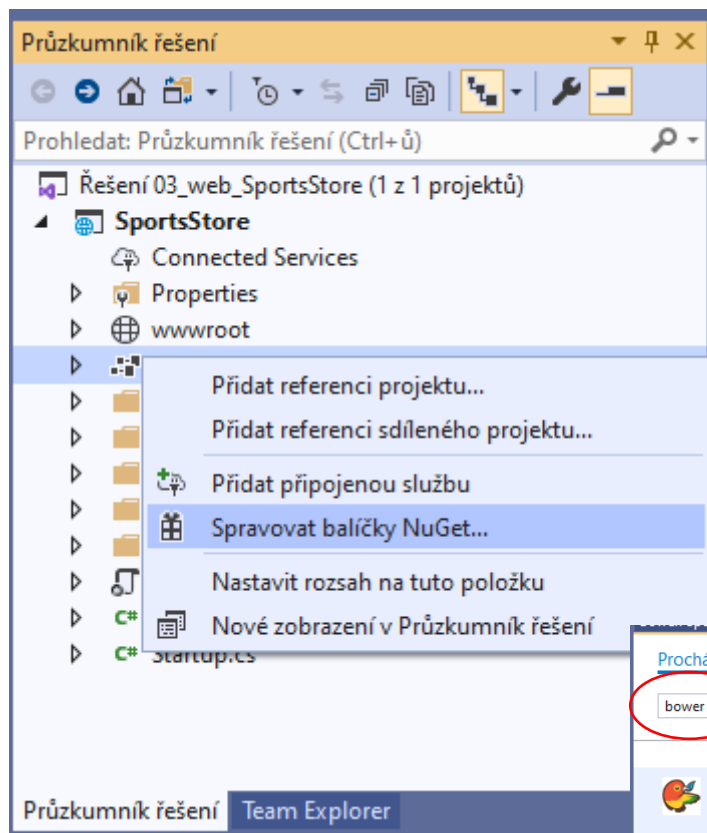 Průzkumník řešení
Prohledat: Průzkumník řešení (Ctrl+ů)
Řešení 03_web_SportsStore (1 z 1 projektů)
SportsStore
Connected Services
Properties
wwwroot
Přidat referenci projektu...
Přidat referenci sdíleného projektu...
Přidat připojenou službu
Spravovat balíčky NuGet...
Nastavit rozsah na tuto položku
C#
Nové zobrazení v Průzkumník řešení
C# Startup.cs
Prochá
bower
Průzkumník řešení
Team Explorer